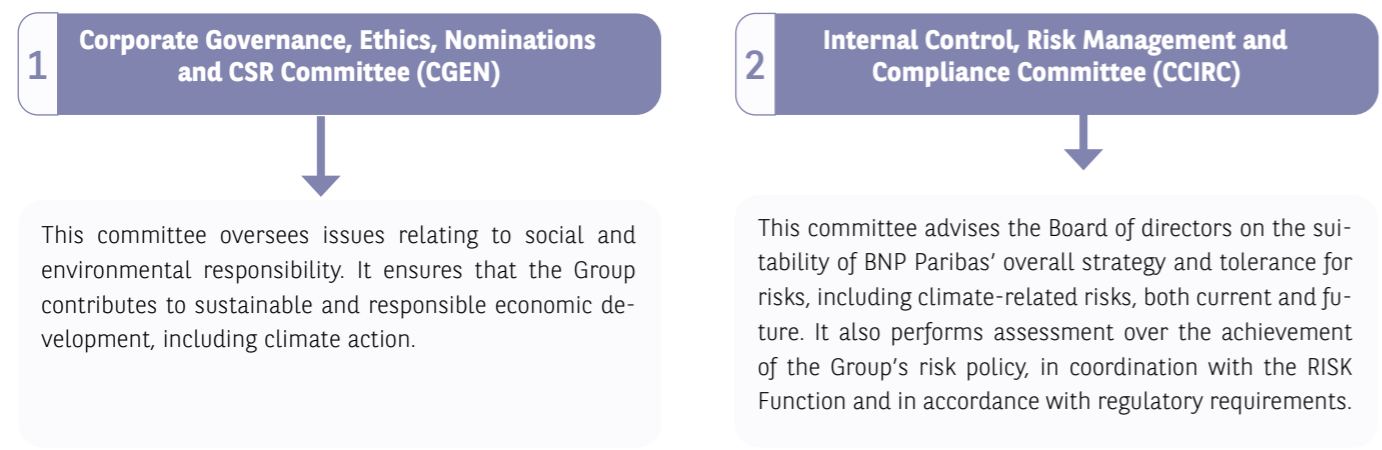 1
Corporate Governance, Ethics, Nominations
and CSR Committee (CGEN)
This committee oversees issues relating to social and
environmental responsibility. It ensures that the Group
contributes to sustainable and responsible economic de-
velopment, including climate action.
2
Internal Control, Risk Management and
Compliance Committee (CCIRC)
This committee advises the Board of directors on the sui-
tability of BNP Paribas’ overall strategy and tolerance for
risks, including climate-related risks, both current and fu-
ture. It also performs assessment over the achievement
of the Group’s risk policy, in coordination with the RISK
Function and in accordance with regulatory requirements.